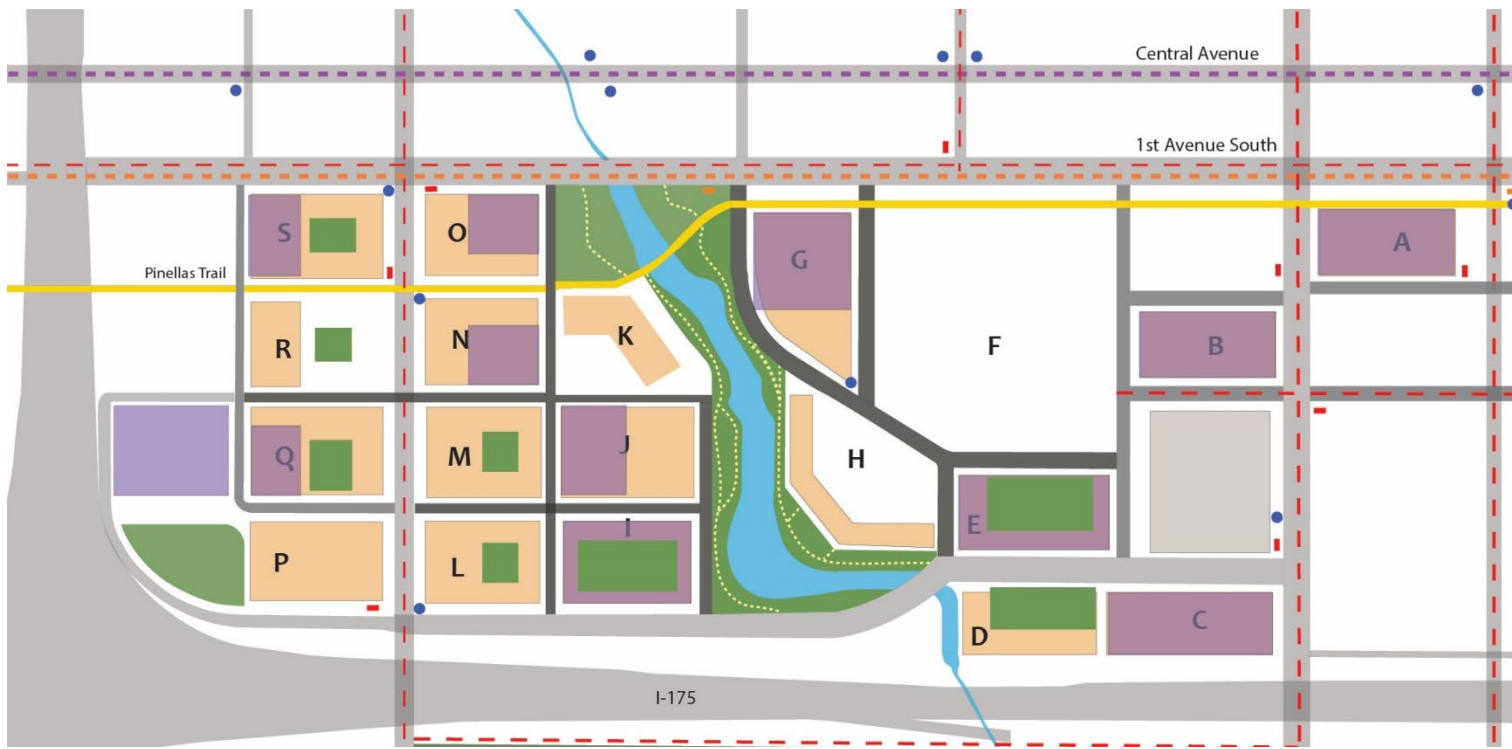 Central Avenue
1st Avenue South
S
O
G
A
Pinellas Trail
R
N
K
F
B
Q
M
J
H
E
P
L
I
D
C
I-175